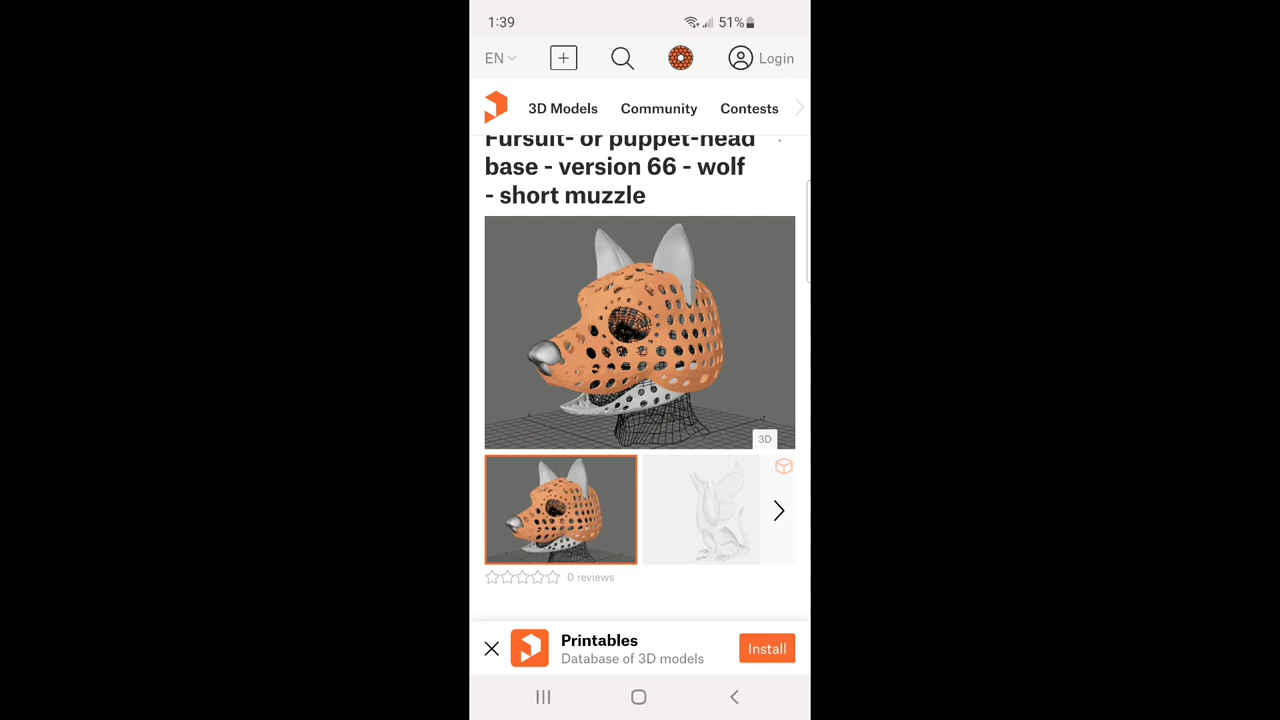 1:39
51%
EN
Login
3D Models
Community
Contests
Fursuit- or puppet-head
base - version 66 - wolf
- short muzzle
3D
0 reviews
Printables
Database of 3D models
Install